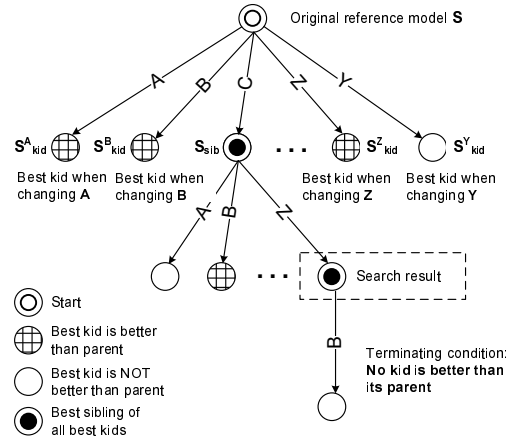 Original reference model S
A
B
C
Z
Y
S^A_kid
S^B_kid
S_sib
...
S^Z_kid
S^Y_kid
Best kid when
changing A
Best kid when
changing B
Best kid when
changing Z
Best kid when
changing Y
A
B
Z
...
Search result
Start
Best kid is better
than parent
Best kid is NOT
better than parent
Best sibling of
all best kids
B
Terminating condition:
No kid is better than
its parent